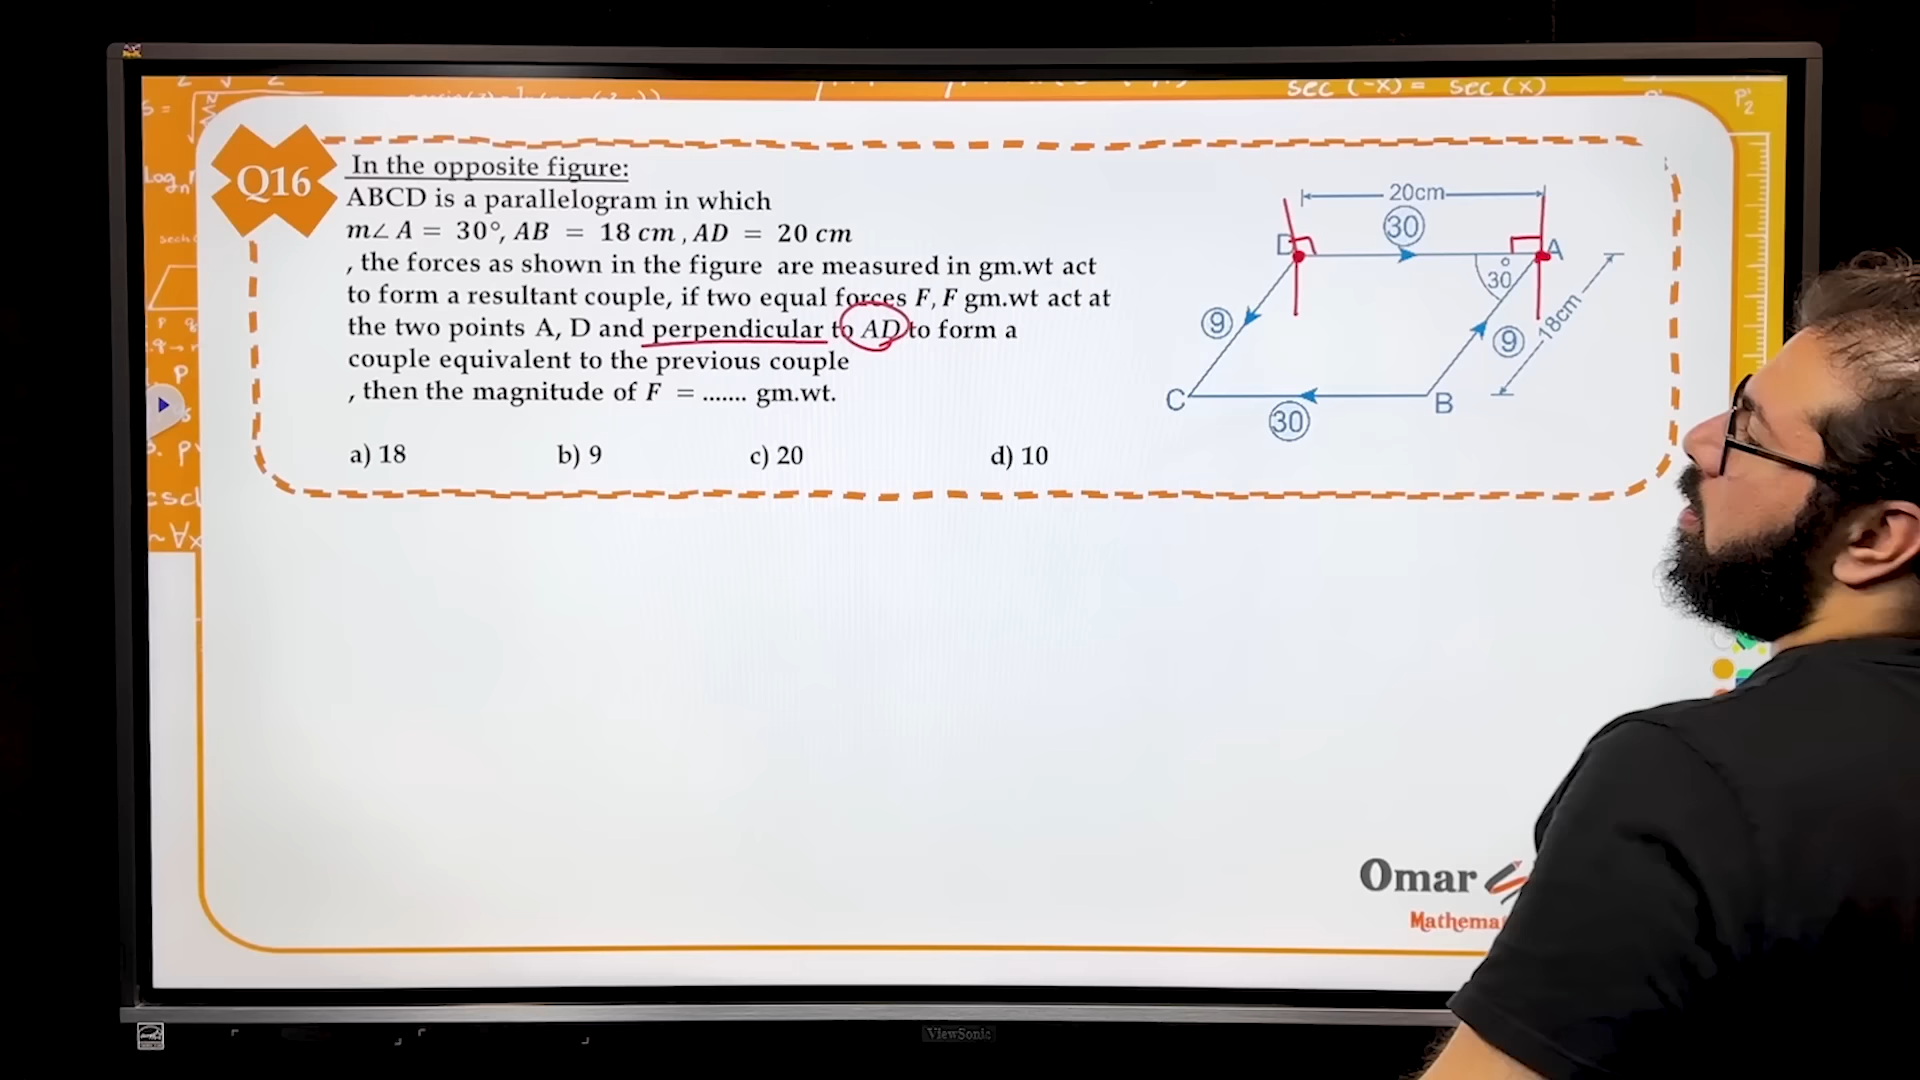 sec (-x) = sec (x)
Q16
In the opposite figure:
ABCD is a parallelogram in which
m∠ A = 30°, AB = 18 cm , AD = 20 cm
, the forces as shown in the figure are measured in gm.wt act
to form a resultant couple, if two equal forces F, F gm.wt act at
the two points A, D and perpendicular to AD to form a
couple equivalent to the previous couple
, then the magnitude of F = ....... gm.wt.
a) 18 b) 9 c) 20 d) 10
20cm
30
D
A
30°
9
9
18cm
C
B
30
Omar
Mathema
ViewSonic